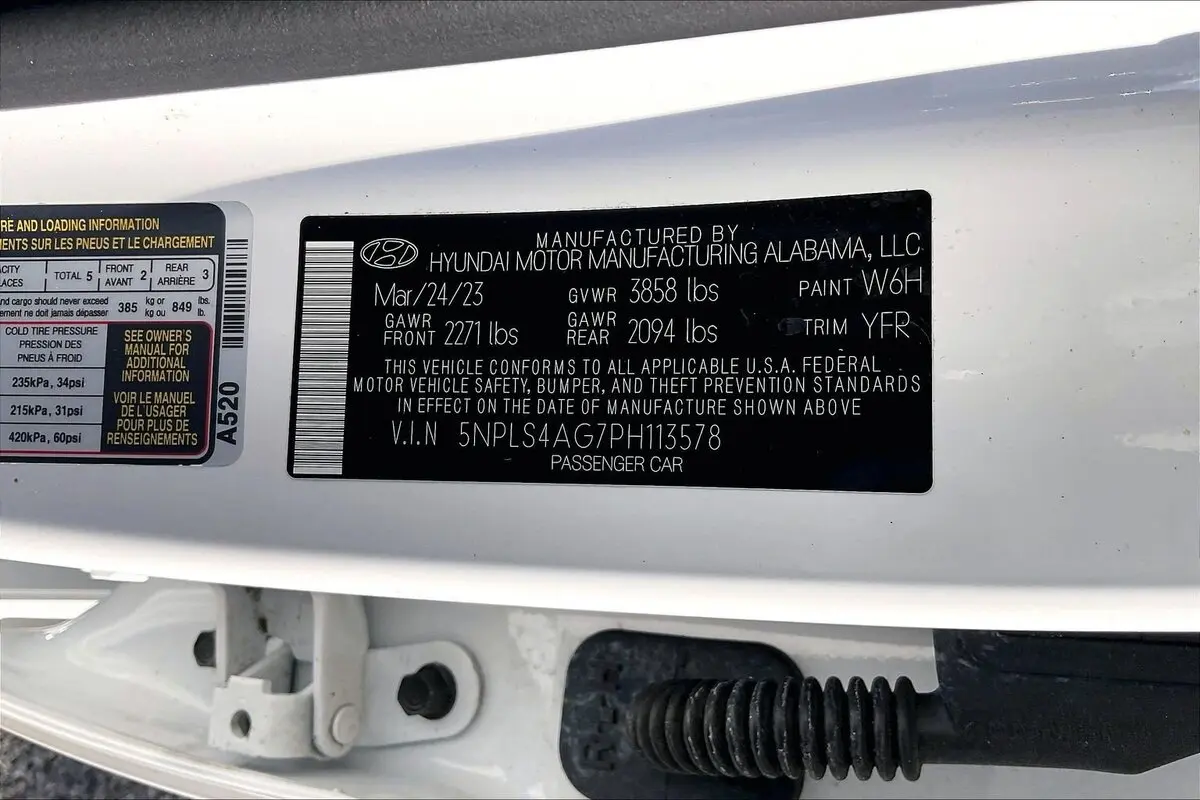 RE AND LOADING INFORMATION
MENTS SUR LES PNEUS ET LE CHARGEMENT
ACITY
LACES
TOTAL 5
FRONT
AVANT 2
REAR
ARRIÈRE 3
and cargo should never exceed
ement ne doit jamais dépasser
385 kg or
kg ou
849 lbs.
lb.
COLD TIRE PRESSURE
PRESSION DES
PNEUS À FROID
235kPa, 34psi
215kPa, 31psi
420kPa, 60psi
SEE OWNER'S
MANUAL FOR
ADDITIONAL
INFORMATION
VOIR LE MANUEL
DE L'USAGER
POUR PLUS DE
RENSEIGNEMENTS
A520
MANUFACTURED BY
HYUNDAI MOTOR MANUFACTURING ALABAMA, LLC
Mar/24/23 GVWR 3858 lbs PAINT W6H
GAWR
FRONT 2271 lbs
GAWR
REAR 2094 lbs
TRIM YFR
THIS VEHICLE CONFORMS TO ALL APPLICABLE U.S.A. FEDERAL
MOTOR VEHICLE SAFETY, BUMPER, AND THEFT PREVENTION STANDARDS
IN EFFECT ON THE DATE OF MANUFACTURE SHOWN ABOVE
V.I.N 5NPLS4AG7PH113578
PASSENGER CAR